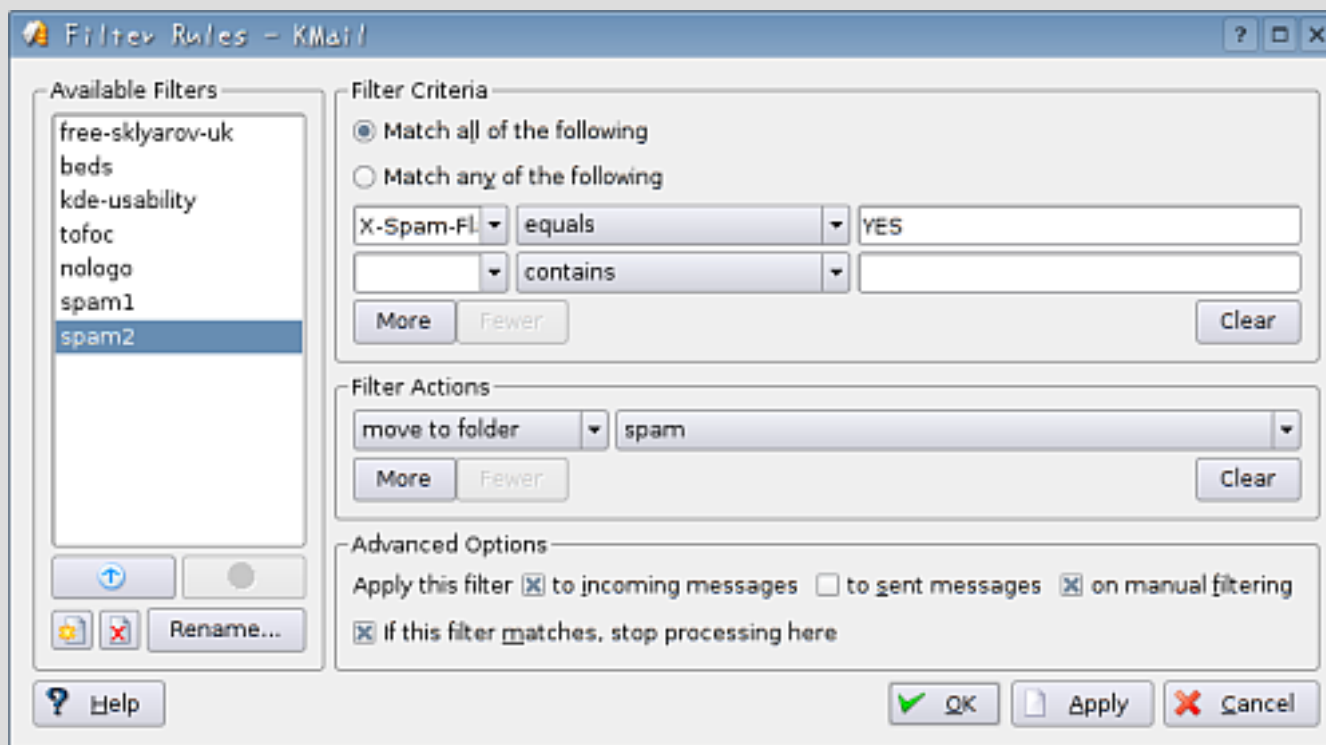 Filter Rules - KMail
Available Filters
free-sklyarov-uk
beds
kde-usability
tofoc
nologo
spam1
spam2
Rename...
Filter Criteria
Match all of the following
Match any of the following
X-Spam-Fl. equals YES
contains
More Fewer Clear
Filter Actions
move to folder spam
More Fewer Clear
Advanced Options
Apply this filter to incoming messages to sent messages on manual filtering
If this filter matches, stop processing here
Help OK Apply Cancel